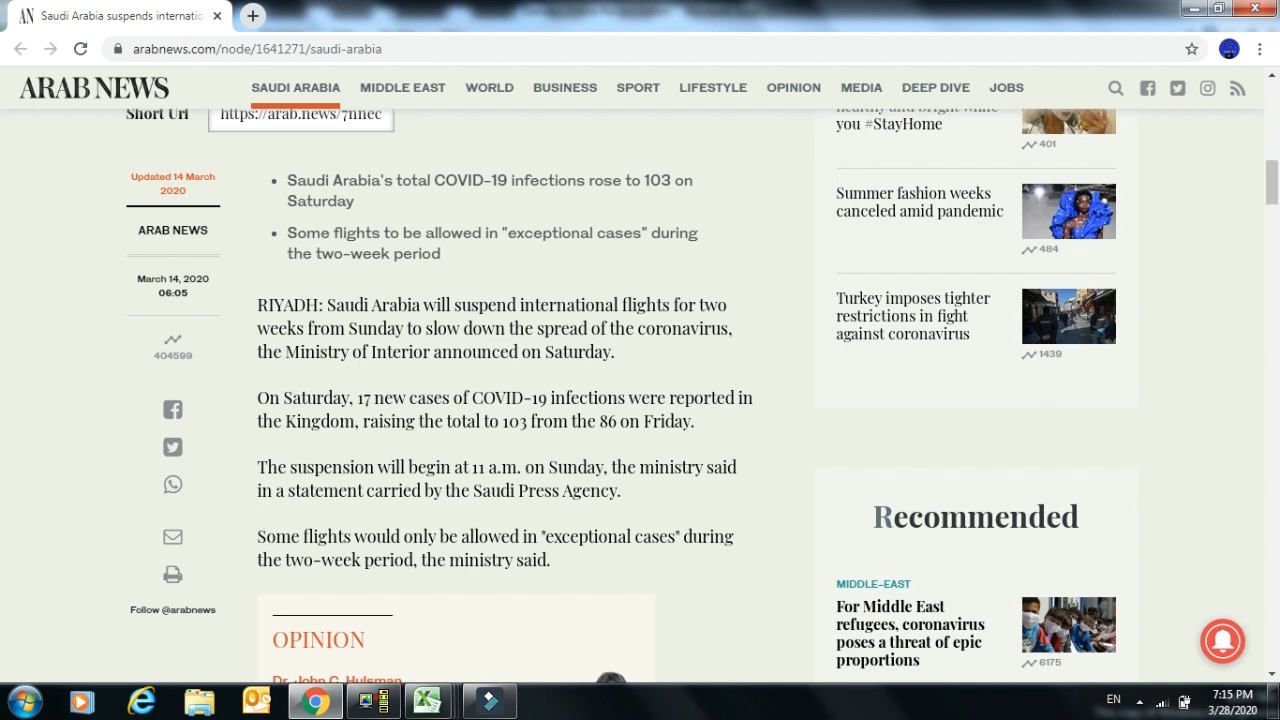 Saudi Arabia suspends internatio
arabnews.com/node/1641271/saudi-arabia
ARAB NEWS
SAUDI ARABIA MIDDLE EAST WORLD BUSINESS SPORT LIFESTYLE OPINION MEDIA DEEP DIVE JOBS
Short Url https://arab.news/7nnec
Updated 14 March
2020
ARAB NEWS
March 14, 2020
06:05
404599
Follow @arabnews
• Saudi Arabia's total COVID-19 infections rose to 103 on
Saturday
• Some flights to be allowed in "exceptional cases" during
the two-week period
RIYADH: Saudi Arabia will suspend international flights for two
weeks from Sunday to slow down the spread of the coronavirus,
the Ministry of Interior announced on Saturday.
On Saturday, 17 new cases of COVID-19 infections were reported in
the Kingdom, raising the total to 103 from the 86 on Friday.
The suspension will begin at 11 a.m. on Sunday, the ministry said
in a statement carried by the Saudi Press Agency.
Some flights would only be allowed in "exceptional cases" during
the two-week period, the ministry said.
OPINION
Dr. John C. Hulsman
healthy and bright while
you #StayHome
401
Summer fashion weeks
canceled amid pandemic
484
Turkey imposes tighter
restrictions in fight
against coronavirus
1439
Recommended
MIDDLE-EAST
For Middle East
refugees, coronavirus
poses a threat of epic
proportions
6175
EN
7:15 PM
3/28/2020